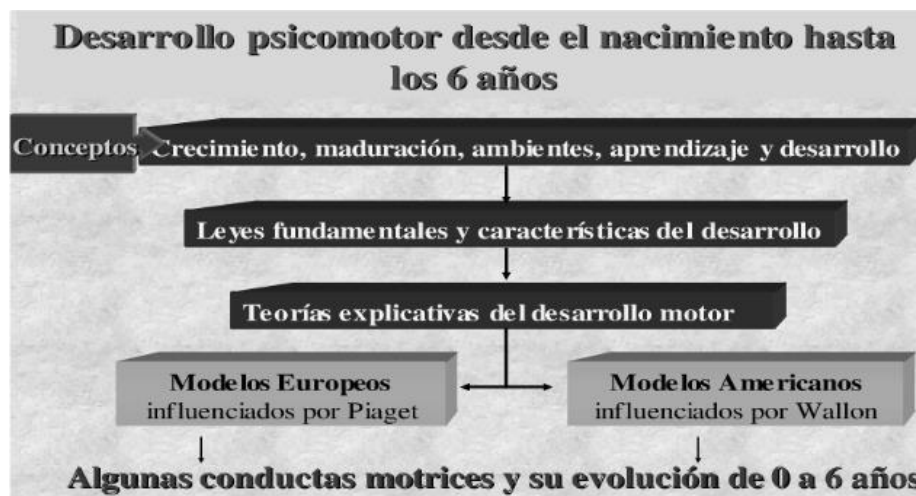 Desarrollo psicomotor desde el nacimiento hasta
los 6 años
Conceptos
Crecimiento, maduración, ambientes, aprendizaje y desarrollo
Leyes fundamentales y características del desarrollo
Teorías explicativas del desarrollo motor
Modelos Europeos
influenciados por Piaget
Modelos Americanos
influenciados por Wallon
Algunas conductas motrices y su evolución de 0 a 6 años